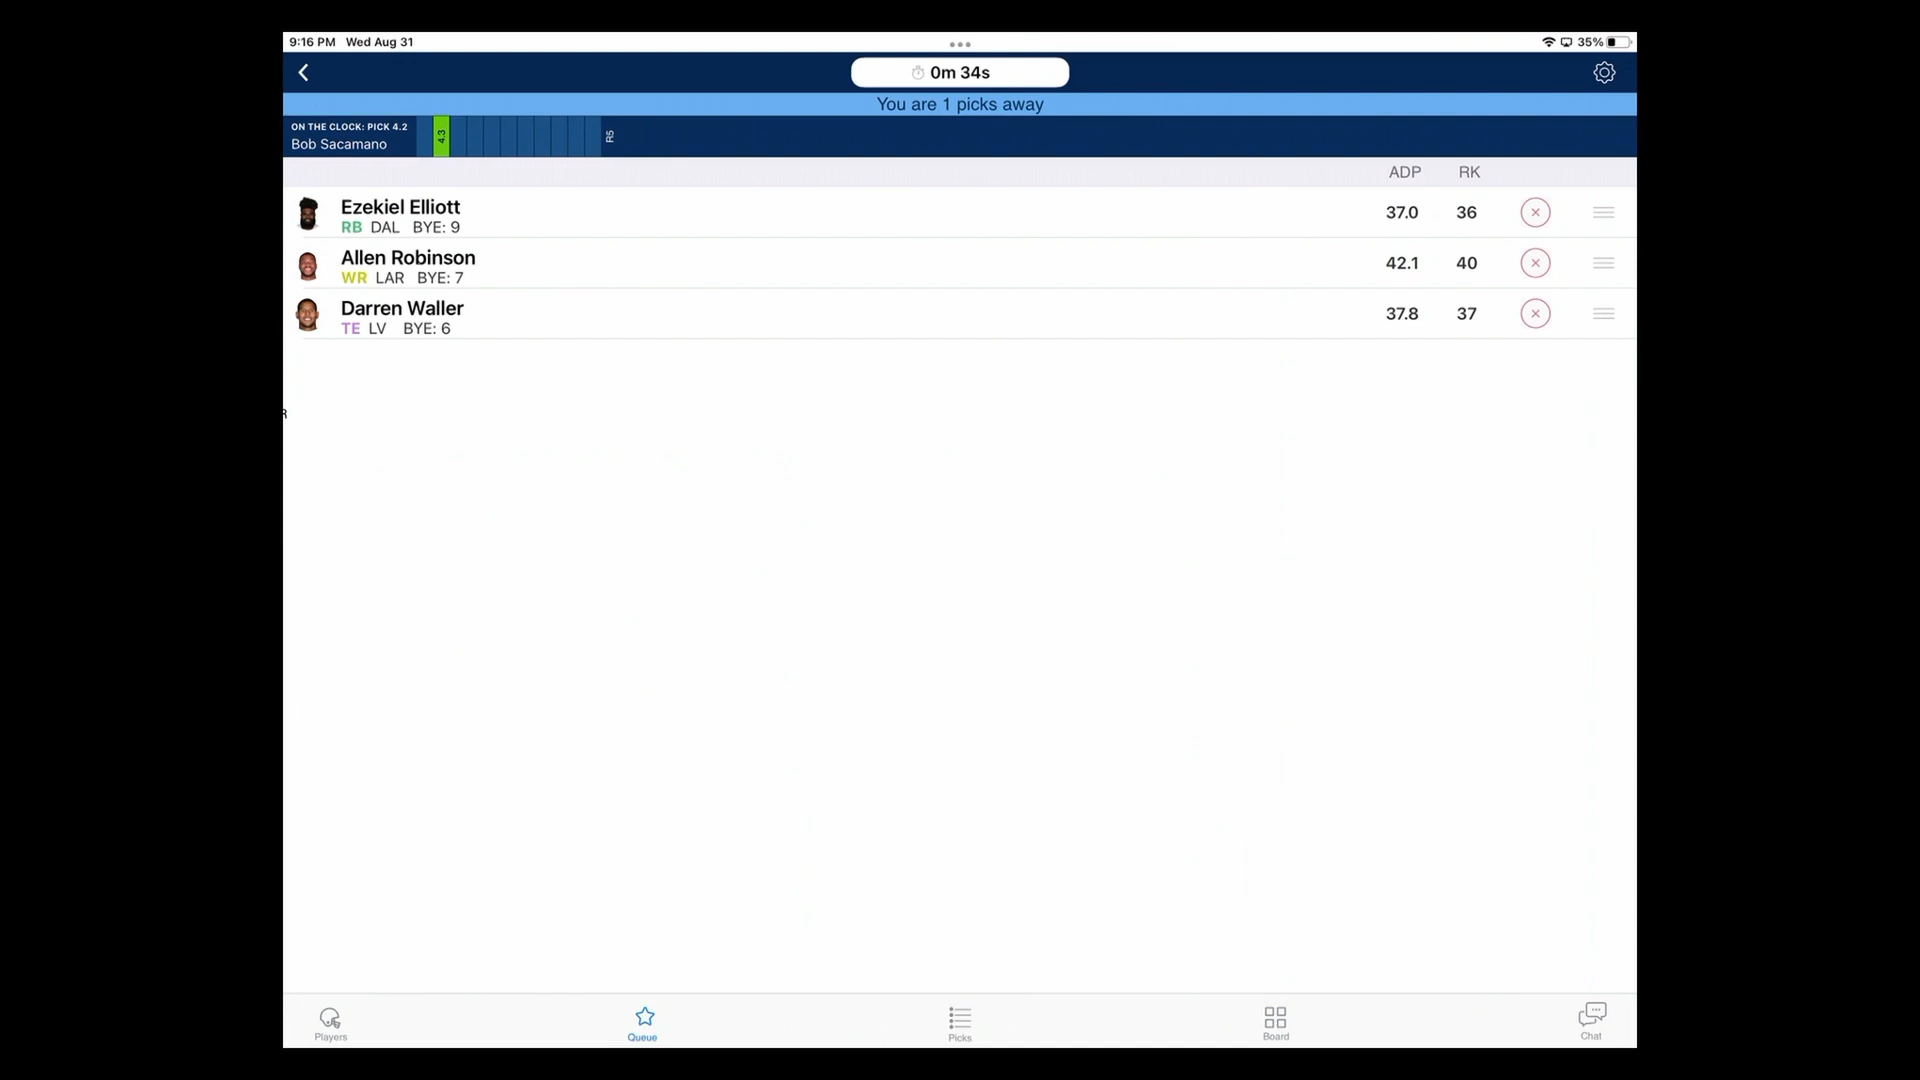 9:16 PM Wed Aug 31
35%
0m 34s
You are 1 picks away
ON THE CLOCK: PICK 4.2
Bob Sacamano
4.3
R5
ADP RK
Ezekiel Elliott
RB DAL BYE: 9
37.0 36
Allen Robinson
WR LAR BYE: 7
42.1 40
Darren Waller
TE LV BYE: 6
37.8 37
Players
Queue
Picks
Board
Chat